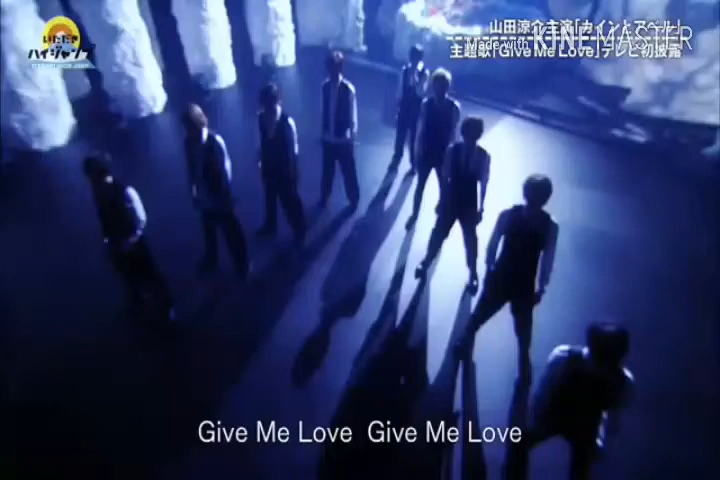 いただき
ハイジャンプ
山田涼介主演「カインとアベル」
Made with KINEMASTER
主題歌「Give Me Love」テレビ初披露
Give Me Love Give Me Love